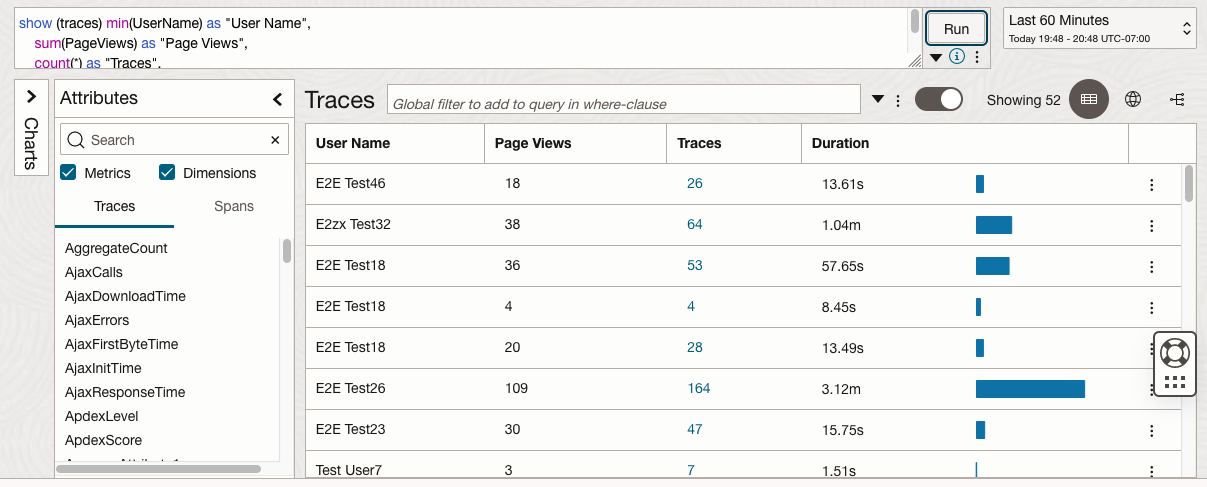 show (traces) min(UserName) as "User Name",
sum(PageViews) as "Page Views",
count(*) as "Traces",
Run
Last 60 Minutes
Today 19:48 - 20:48 UTC-07:00
Charts
Attributes
Search
Metrics
Dimensions
Traces
Spans
AggregateCount
AjaxCalls
AjaxDownloadTime
AjaxErrors
AjaxFirstByteTime
AjaxInitTime
AjaxResponseTime
ApdexLevel
ApdexScore
Traces
Global filter to add to query in where-clause
Showing 52
User Name Page Views Traces Duration
E2E Test46 18 26 13.61s
E2zx Test32 38 64 1.04m
E2E Test18 36 53 57.65s
E2E Test18 4 4 8.45s
E2E Test18 20 28 13.49s
E2E Test26 109 164 3.12m
E2E Test23 30 47 15.75s
Test User7 3 7 1.51s